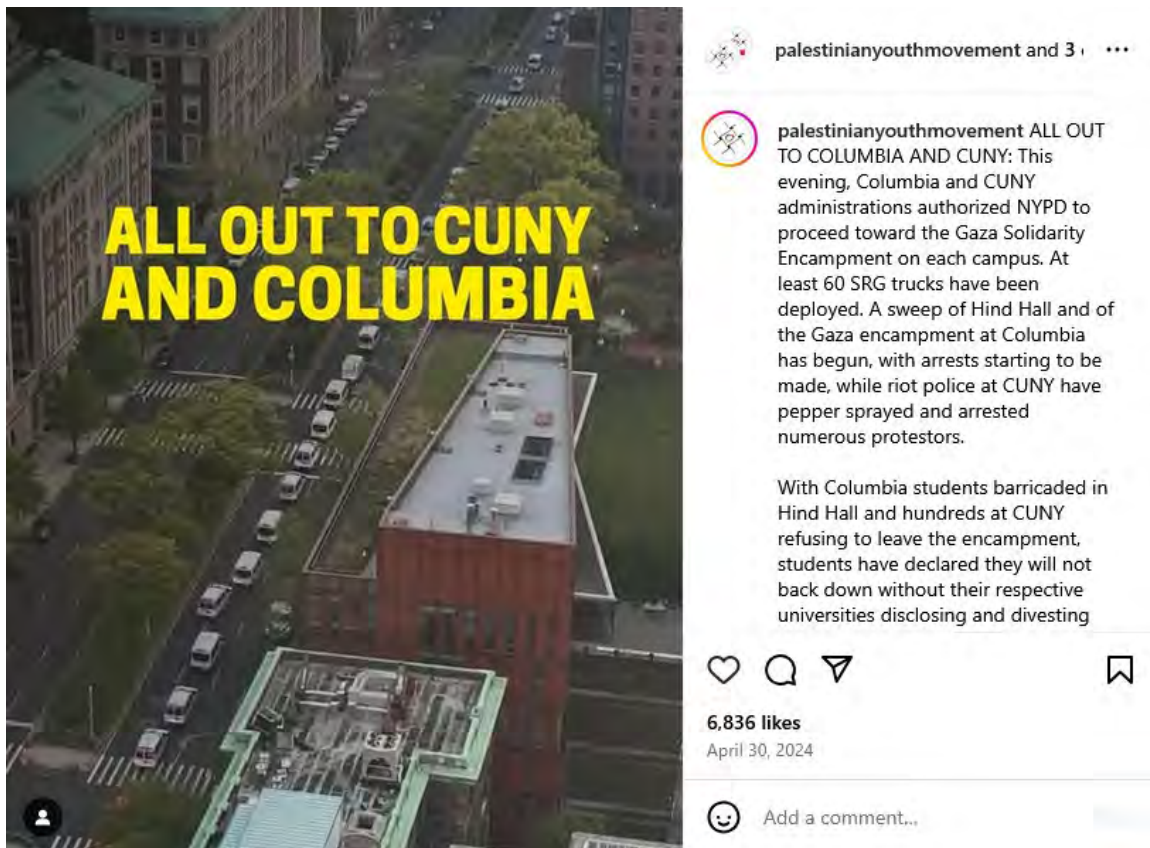 ALL OUT TO CUNY
AND COLUMBIA
palestinianyouthmovement and 3
palestinianyouthmovement ALL OUT
TO COLUMBIA AND CUNY: This
evening, Columbia and CUNY
administrations authorized NYPD to
proceed toward the Gaza Solidarity
Encampment on each campus. At
least 60 SRG trucks have been
deployed. A sweep of Hind Hall and of
the Gaza encampment at Columbia
has begun, with arrests starting to be
made, while riot police at CUNY have
pepper sprayed and arrested
numerous protestors.
With Columbia students barricaded in
Hind Hall and hundreds at CUNY
refusing to leave the encampment,
students have declared they will not
back down without their respective
universities disclosing and divesting
6,836 likes
April 30, 2024
Add a comment...